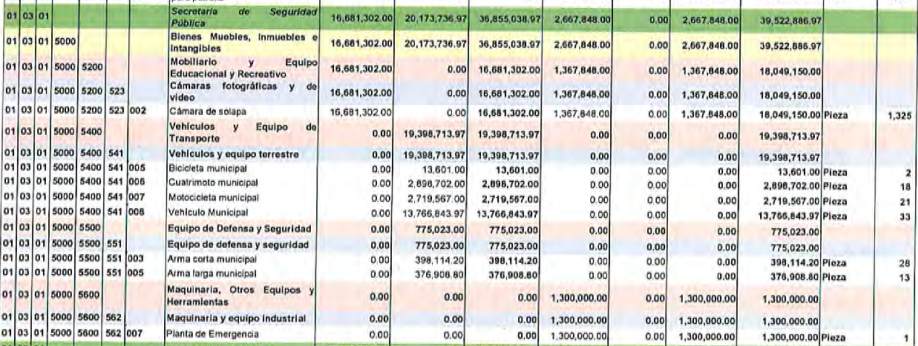 01 03 01 Secretaría de Seguridad Pública 16,681,302.00 20,173,736.97 36,855,038.97 2,667,848.00 0.00 2,667,848.00 39,522,886.97
01 03 01 5000 Bienes Muebles, Inmuebles e Intangibles 16,681,302.00 20,173,736.97 36,855,038.97 2,667,848.00 0.00 2,667,848.00 39,522,886.97
01 03 01 5000 5200 Mobiliario y Equipo Educacional y Recreativo 16,681,302.00 0.00 16,681,302.00 1,367,848.00 0.00 1,367,848.00 18,049,150.00
01 03 01 5000 5200 523 Cámaras fotográficas y de video 16,681,302.00 0.00 16,681,302.00 1,367,848.00 0.00 1,367,848.00 18,049,150.00
01 03 01 5000 5200 523 002 Cámara de solapa 16,681,302.00 0.00 16,681,302.00 1,367,848.00 0.00 1,367,848.00 18,049,150.00 Pieza 1,325
01 03 01 5000 5400 Vehículos y Equipo de Transporte 0.00 19,398,713.97 19,398,713.97 0.00 0.00 0.00 19,398,713.97
01 03 01 5000 5400 541 Vehículos y equipo terrestre 0.00 19,398,713.97 19,398,713.97 0.00 0.00 0.00 19,398,713.97
01 03 01 5000 5400 541 005 Bicicleta municipal 0.00 13,601.00 13,601.00 0.00 0.00 0.00 13,601.00 Pieza 2
01 03 01 5000 5400 541 006 Cuatrimoto municipal 0.00 2,898,702.00 2,898,702.00 0.00 0.00 0.00 2,898,702.00 Pieza 18
01 03 01 5000 5400 541 007 Motocicleta municipal 0.00 2,719,567.00 2,719,567.00 0.00 0.00 0.00 2,719,567.00 Pieza 21
01 03 01 5000 5400 541 008 Vehículo Municipal 0.00 13,766,843.97 13,766,843.97 0.00 0.00 0.00 13,766,843.97 Pieza 33
01 03 01 5000 5500 Equipo de Defensa y Seguridad 0.00 775,023.00 775,023.00 0.00 0.00 0.00 775,023.00
01 03 01 5000 5500 551 Equipo de defensa y seguridad 0.00 775,023.00 775,023.00 0.00 0.00 0.00 775,023.00
01 03 01 5000 5500 551 003 Arma corta municipal 0.00 398,114.20 398,114.20 0.00 0.00 0.00 398,114.20 Pieza 28
01 03 01 5000 5500 551 005 Arma larga municipal 0.00 376,908.80 376,908.80 0.00 0.00 0.00 376,908.80 Pieza 13
01 03 01 5000 5600 Maquinaria, Otros Equipos y Herramientas 0.00 0.00 0.00 1,300,000.00 0.00 1,300,000.00 1,300,000.00
01 03 01 5000 5600 562 Maquinaria y equipo industrial 0.00 0.00 0.00 1,300,000.00 0.00 1,300,000.00 1,300,000.00
01 03 01 5000 5600 562 007 Planta de Emergencia 0.00 0.00 0.00 1,300,000.00 0.00 1,300,000.00 1,300,000.00 Pieza 1